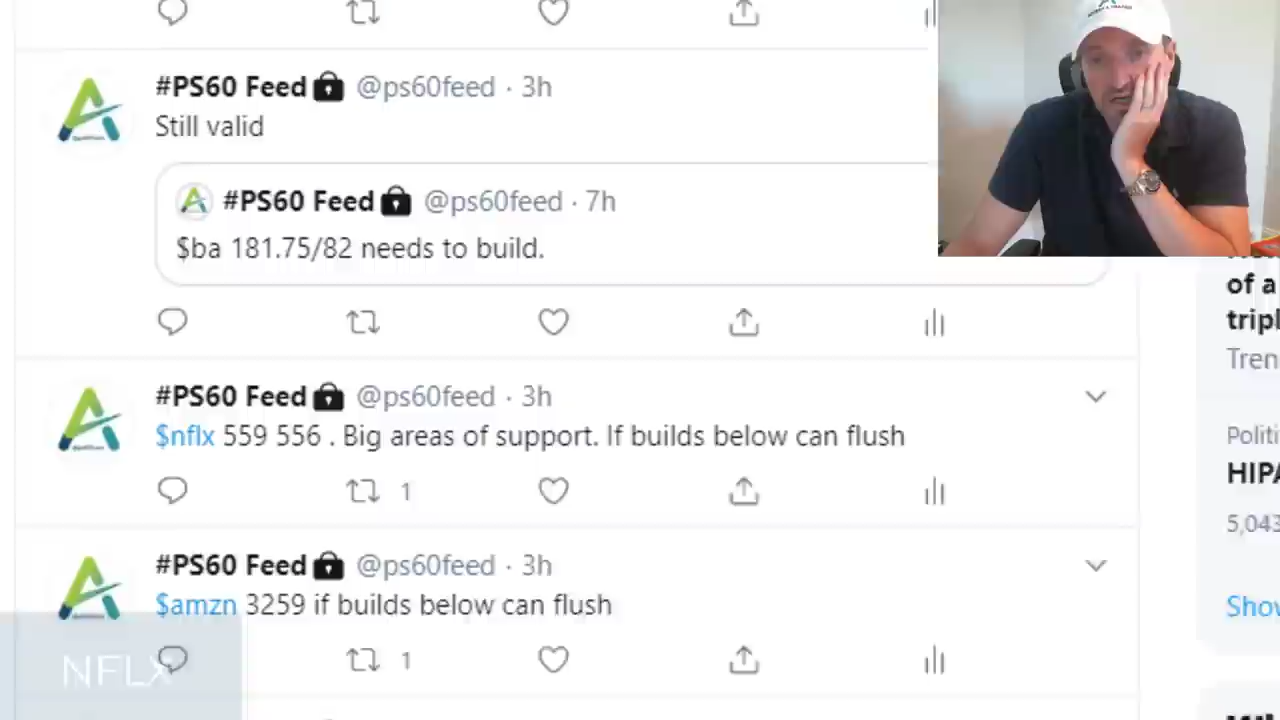 #PS60 Feed @ps60feed · 3h
Still valid
#PS60 Feed @ps60feed · 7h
$ba 181.75/82 needs to build.
of a
tripl
Tren
#PS60 Feed @ps60feed · 3h
$nflx 559 556 . Big areas of support. If builds below can flush
1
Politi
HIPA
5,043
#PS60 Feed @ps60feed · 3h
$amzn 3259 if builds below can flush
1
Show
NFLX